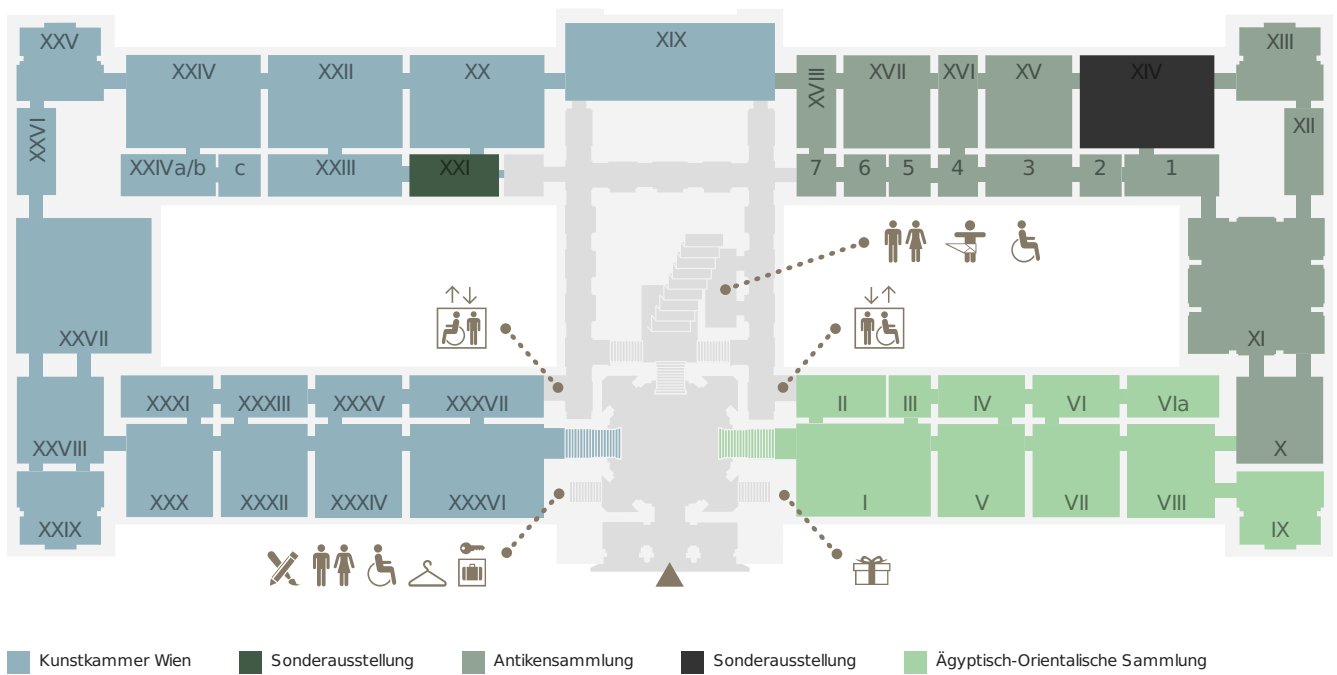 XXV
XXIV
XXII
XX
XIX
XVIII
XVII
XVI
XV
XIV
XIII
XXVI
XII
XXIVa/b
c
XXIII
XXI
7
6
5
4
3
2
1
XXVII
XI
XXXI
XXXIII
XXXV
XXXVII
II
III
IV
VI
VIa
XXVIII
X
XXX
XXXII
XXXIV
XXXVI
I
V
VII
VIII
XXIX
IX
Kunstkammer Wien
Sonderausstellung
Antikensammlung
Sonderausstellung
Ägyptisch-Orientalische Sammlung